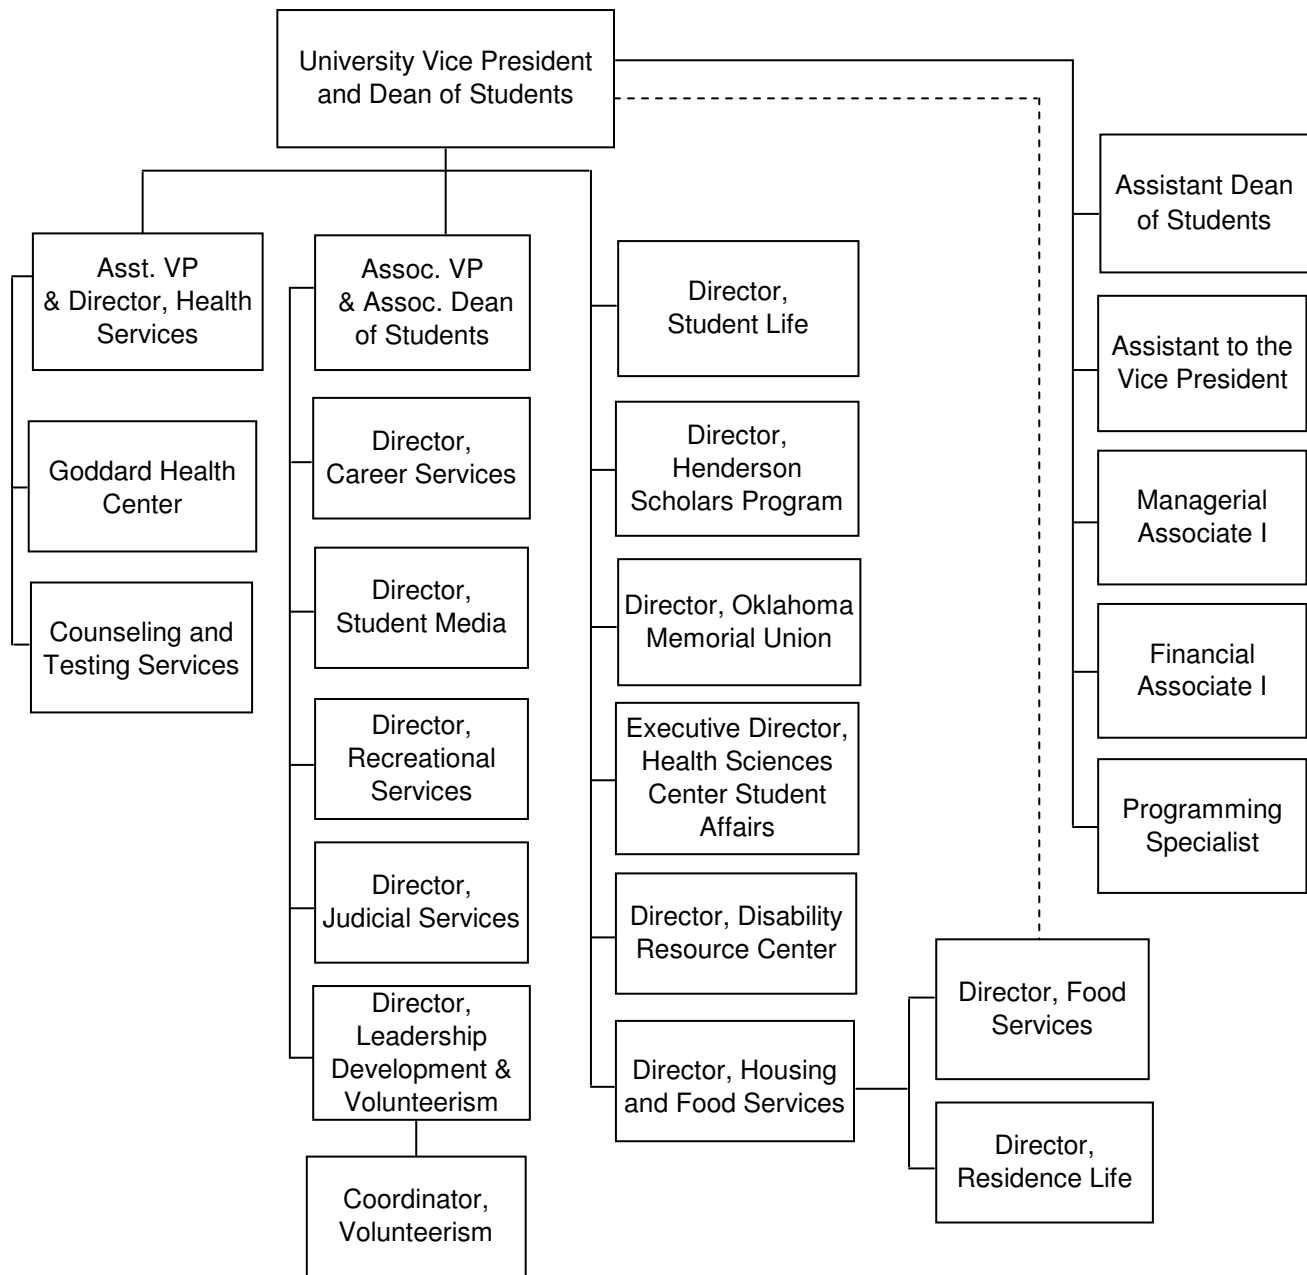 University Vice President
and Dean of Students
Asst. VP
& Director, Health
Services
Goddard Health
Center
Counseling and
Testing Services
Assoc. VP
& Assoc. Dean
of Students
Director,
Career Services
Director,
Student Media
Director,
Recreational
Services
Director,
Judicial Services
Director,
Leadership
Development &
Volunteerism
Coordinator,
Volunteerism
Director,
Student Life
Director,
Henderson
Scholars Program
Director, Oklahoma
Memorial Union
Executive Director,
Health Sciences
Center Student
Affairs
Director, Disability
Resource Center
Director, Housing
and Food Services
Director, Food
Services
Director,
Residence Life
Assistant Dean
of Students
Assistant to the
Vice President
Managerial
Associate I
Financial
Associate I
Programming
Specialist